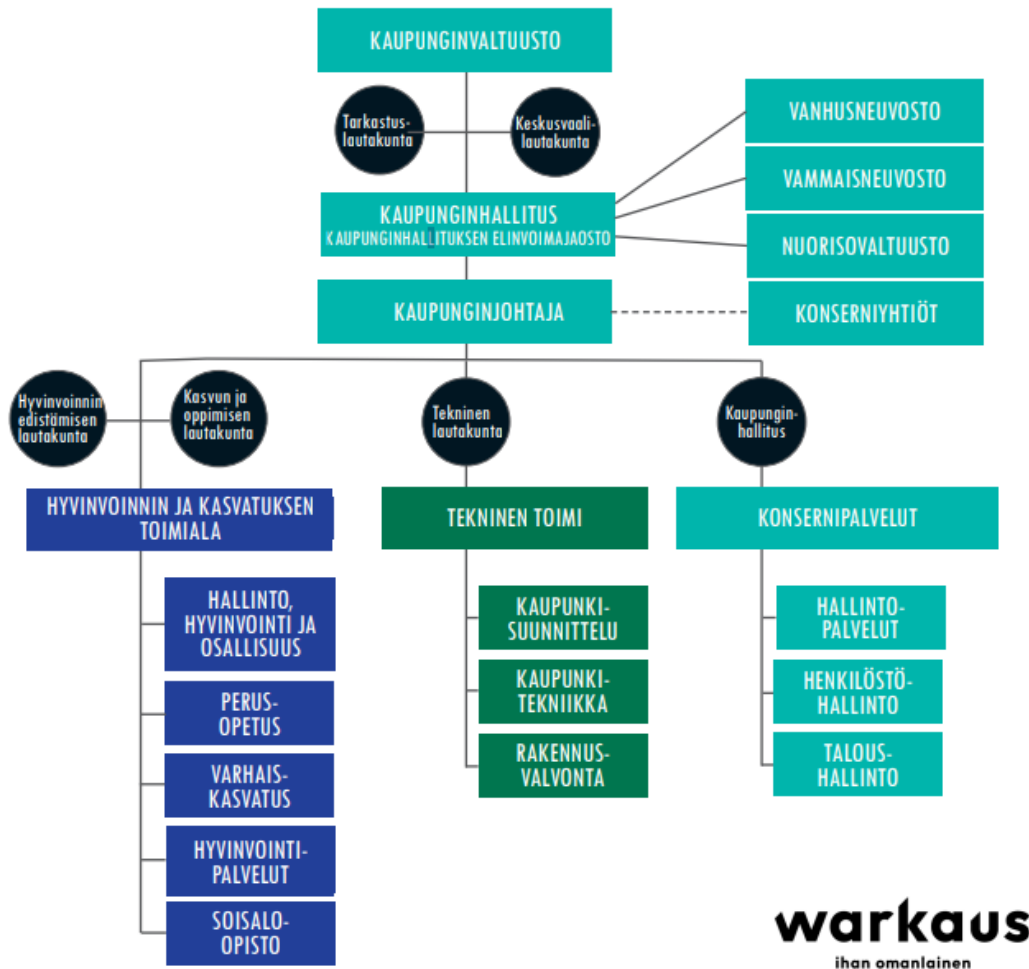 KAUPUNGINVALTUUSTO
Tarkastus-
lautakunta
Keskusvaali-
lautakunta
VANHUSNEUVOSTO
VAMMAISNEUVOSTO
KAUPUNGINHALLITUS
KAUPUNGINHALLITUKSEN ELINVOIMAJAOSTO
NUORISOVALTUUSTO
KAUPUNGINJOHTAJA
KONSERNIYHTIÖT
Hyvinvoinnin
edistämisen
lautakunta
Kasvun ja
oppimisen
lautakunta
Tekninen
lautakunta
Kaupungin-
hallitus
HYVINVOINNIN JA KASVATUKSEN
TOIMIALA
TEKNINEN TOIMI
KONSERNIPALVELUT
HALLINTO,
HYVINVOINTI JA
OSALLISUUS
PERUS-
OPETUS
VARHAIS-
KASVATUS
HYVINVOINTI-
PALVELUT
SOISALO-
OPISTO
KAUPUNKI-
SUUNNITTELU
KAUPUNKI-
TEKNIIKKA
RAKENNUS-
VALVONTA
HALLINTO-
PALVELUT
HENKILÖSTÖ-
HALLINTO
TALOUS-
HALLINTO
warkaus
ihan omanlainen